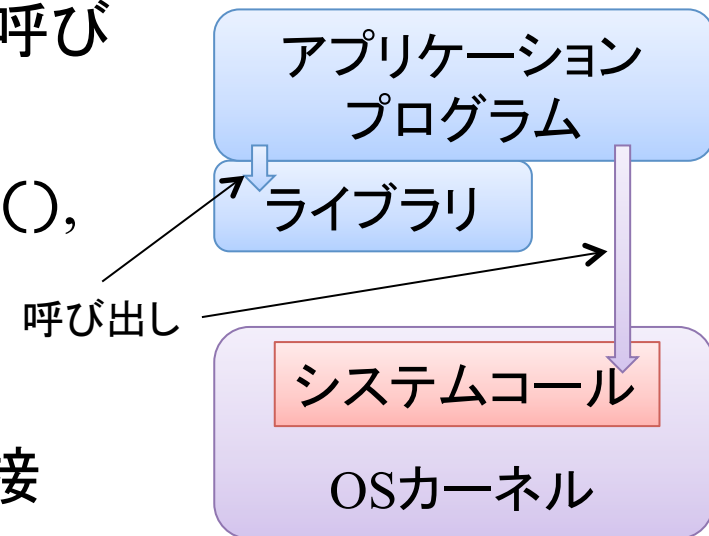 呼び
アプリケーション
プログラム
(),
ライブラリ
呼び出し
システムコール
接
OSカーネル